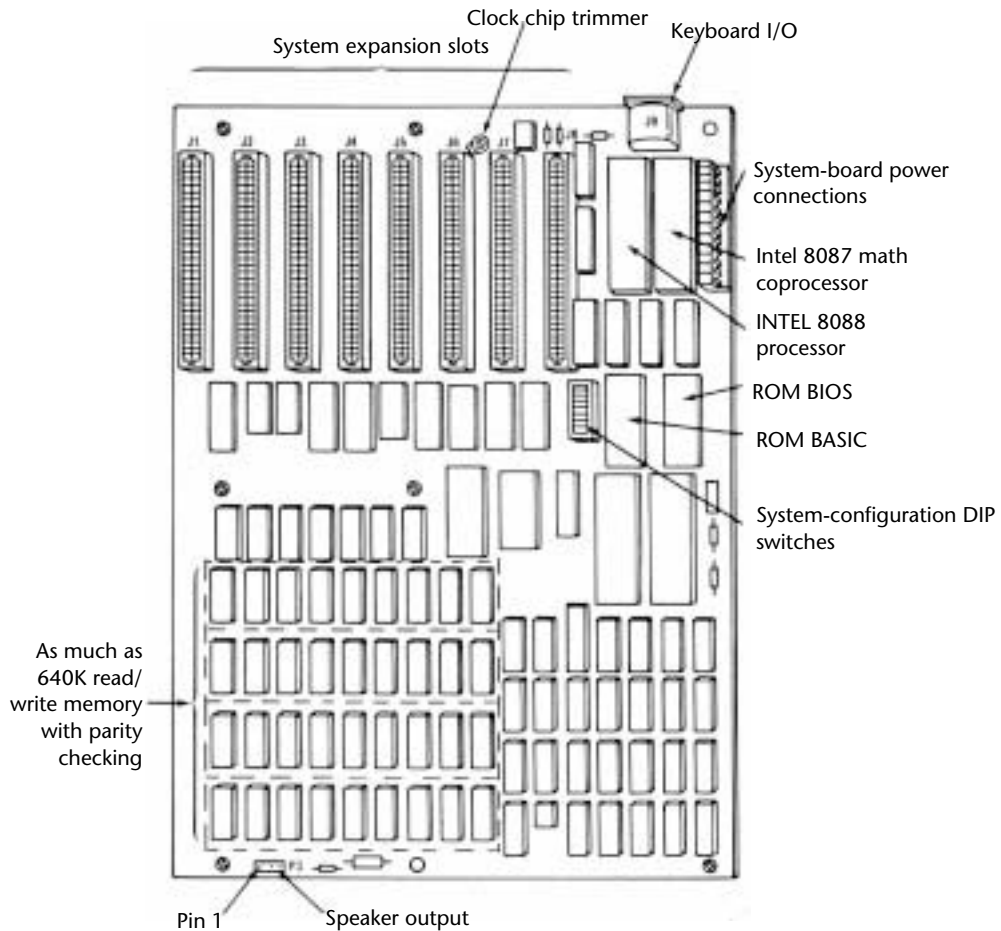 Clock chip trimmer
System expansion slots
Keyboard I/O
J9
J1 J2 J3 J4 J5 J6 J7 J8
System-board power
connections
Intel 8087 math
coprocessor
INTEL 8088
processor
ROM BIOS
ROM BASIC
System-configuration DIP
switches
As much as
640K read/
write memory
with parity
checking
P3
Pin 1
Speaker output